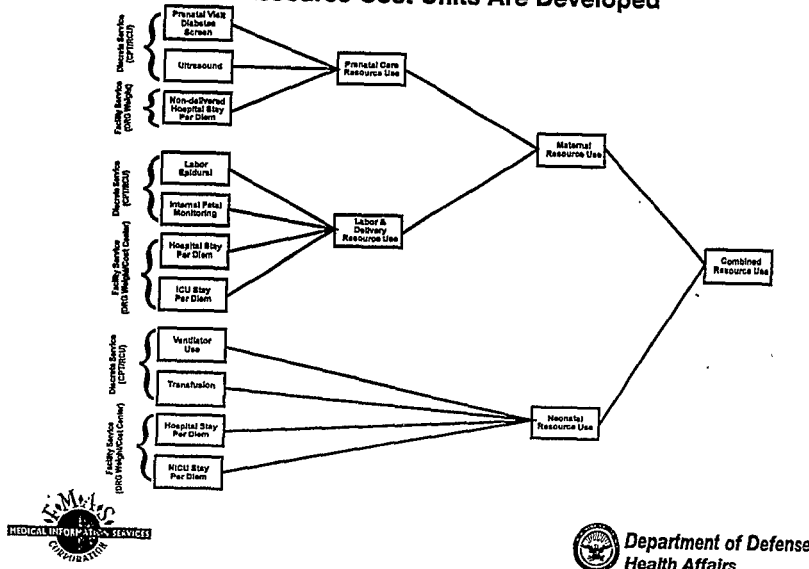 Cost Units Are Developed
Discrete Service
(CPT/RCU)
Prenatal Visit
Diabetes
Screen
Ultrasound
Facility Service
(DRG Weight)
Non-delivered
Hospital Stay
Per Diem
Prenatal Care
Resource Use
Discrete Service
(CPT/RCU)
Labor
Epidural
Internal Fetal
Monitoring
Facility Service
(DRG Weight/Cost Center)
Hospital Stay
Per Diem
ICU Stay
Per Diem
Labor &
Delivery
Resource Use
Maternal
Resource Use
Combined
Resource Use
Discrete Service
(CPT/RCU)
Ventilator
Use
Transfusion
Facility Service
(DRG Weight/Cost Center)
Hospital Stay
Per Diem
NICU Stay
Per Diem
Neonatal
Resource Use
F•M•A•S
MEDICAL INFORMATION SERVICES
CORPORATION
Department of Defense
Health Affairs